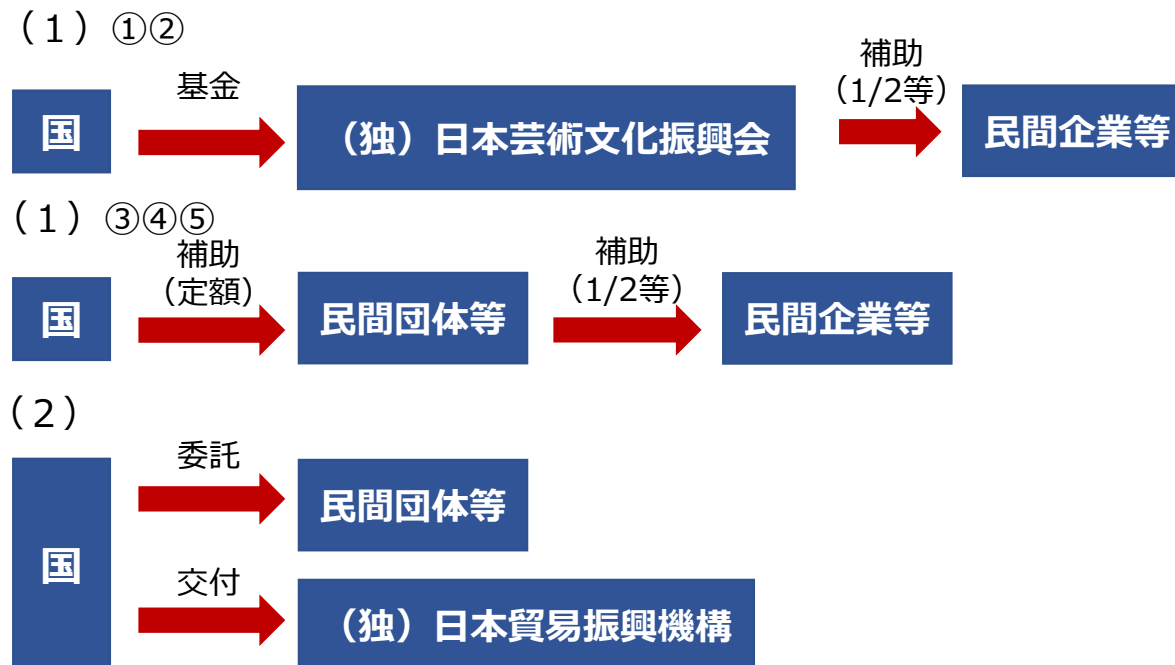 （１）①②
国
基金
（独）日本芸術文化振興会
補助
（1/2等）
民間企業等
（１）③④⑤
国
補助
（定額）
民間団体等
補助
（1/2等）
民間企業等
（２）
国
委託
民間団体等
交付
（独）日本貿易振興機構